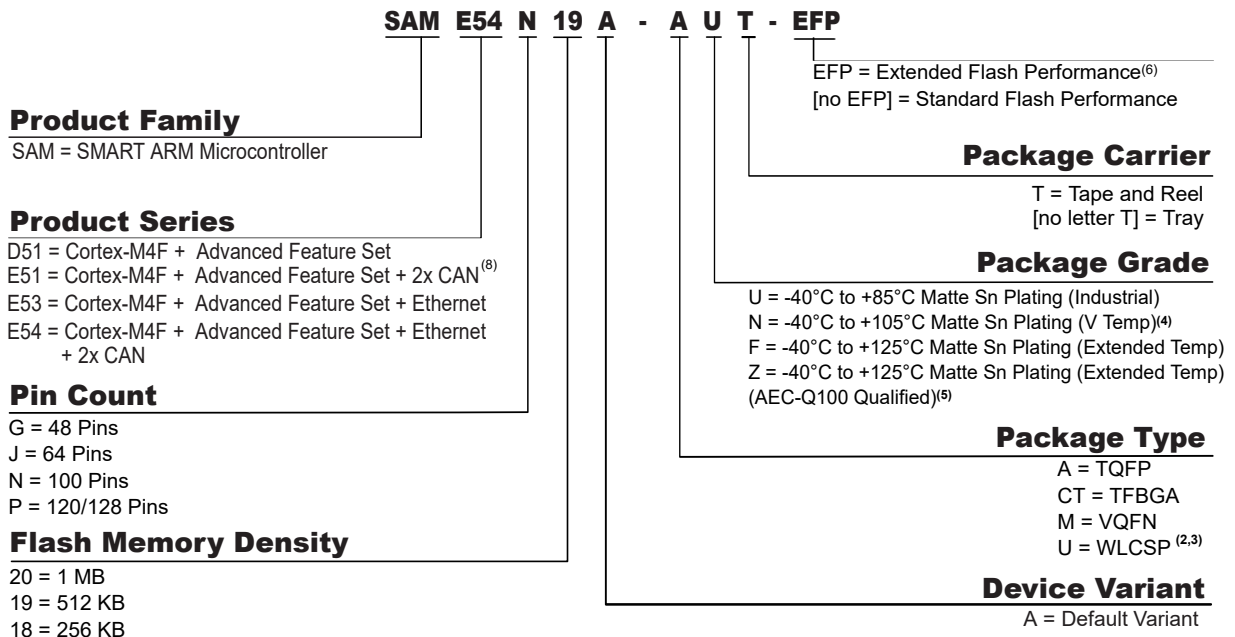 SAM E54 N 19 A - A U T - EFP
EFP = Extended Flash Performance(6)
[no EFP] = Standard Flash Performance
Product Family
SAM = SMART ARM Microcontroller
Product Series
D51 = Cortex-M4F + Advanced Feature Set
E51 = Cortex-M4F + Advanced Feature Set + 2x CAN(8)
E53 = Cortex-M4F + Advanced Feature Set + Ethernet
E54 = Cortex-M4F + Advanced Feature Set + Ethernet
+ 2x CAN
Pin Count
G = 48 Pins
J = 64 Pins
N = 100 Pins
P = 120/128 Pins
Flash Memory Density
20 = 1 MB
19 = 512 KB
18 = 256 KB
Package Carrier
T = Tape and Reel
[no letter T] = Tray
Package Grade
U = -40°C to +85°C Matte Sn Plating (Industrial)
N = -40°C to +105°C Matte Sn Plating (V Temp)(4)
F = -40°C to +125°C Matte Sn Plating (Extended Temp)
Z = -40°C to +125°C Matte Sn Plating (Extended Temp)
(AEC-Q100 Qualified)(5)
Package Type
A = TQFP
CT = TFBGA
M = VQFN
U = WLCSP (2,3)
Device Variant
A = Default Variant